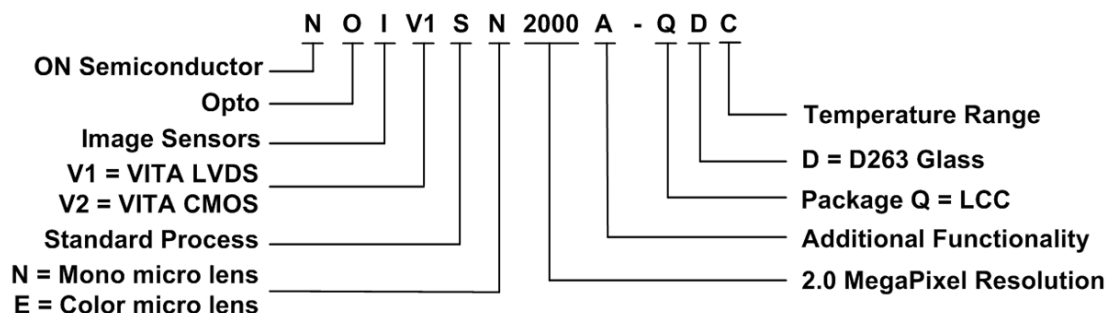 N O I V1 S N 2000 A - Q D C
ON Semiconductor
Opto
Image Sensors
V1 = VITA LVDS
V2 = VITA CMOS
Standard Process
N = Mono micro lens
E = Color micro lens
Temperature Range
D = D263 Glass
Package Q = LCC
Additional Functionality
2.0 MegaPixel Resolution